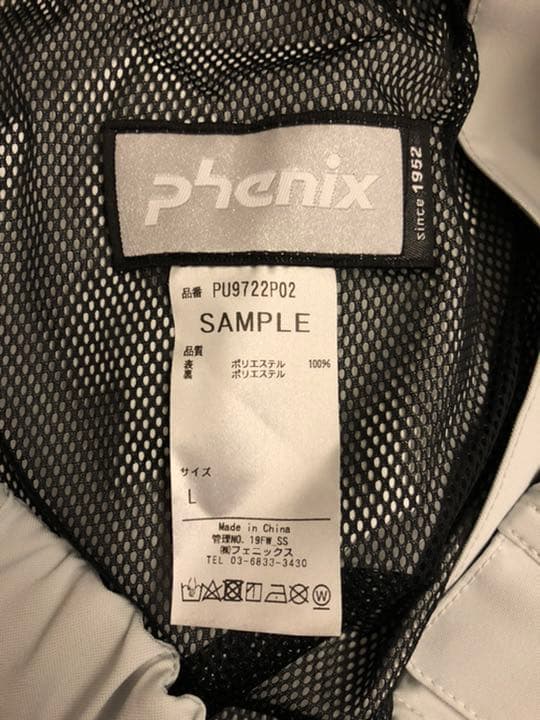 phenix
since 1952
品番 PU9722P02
SAMPLE
品質
表 ポリエステル 100%
裏 ポリエステル
サイズ
L
Made in China
管理NO. 19FW_SS
㈱フェニックス
TEL 03-6833-3430
W